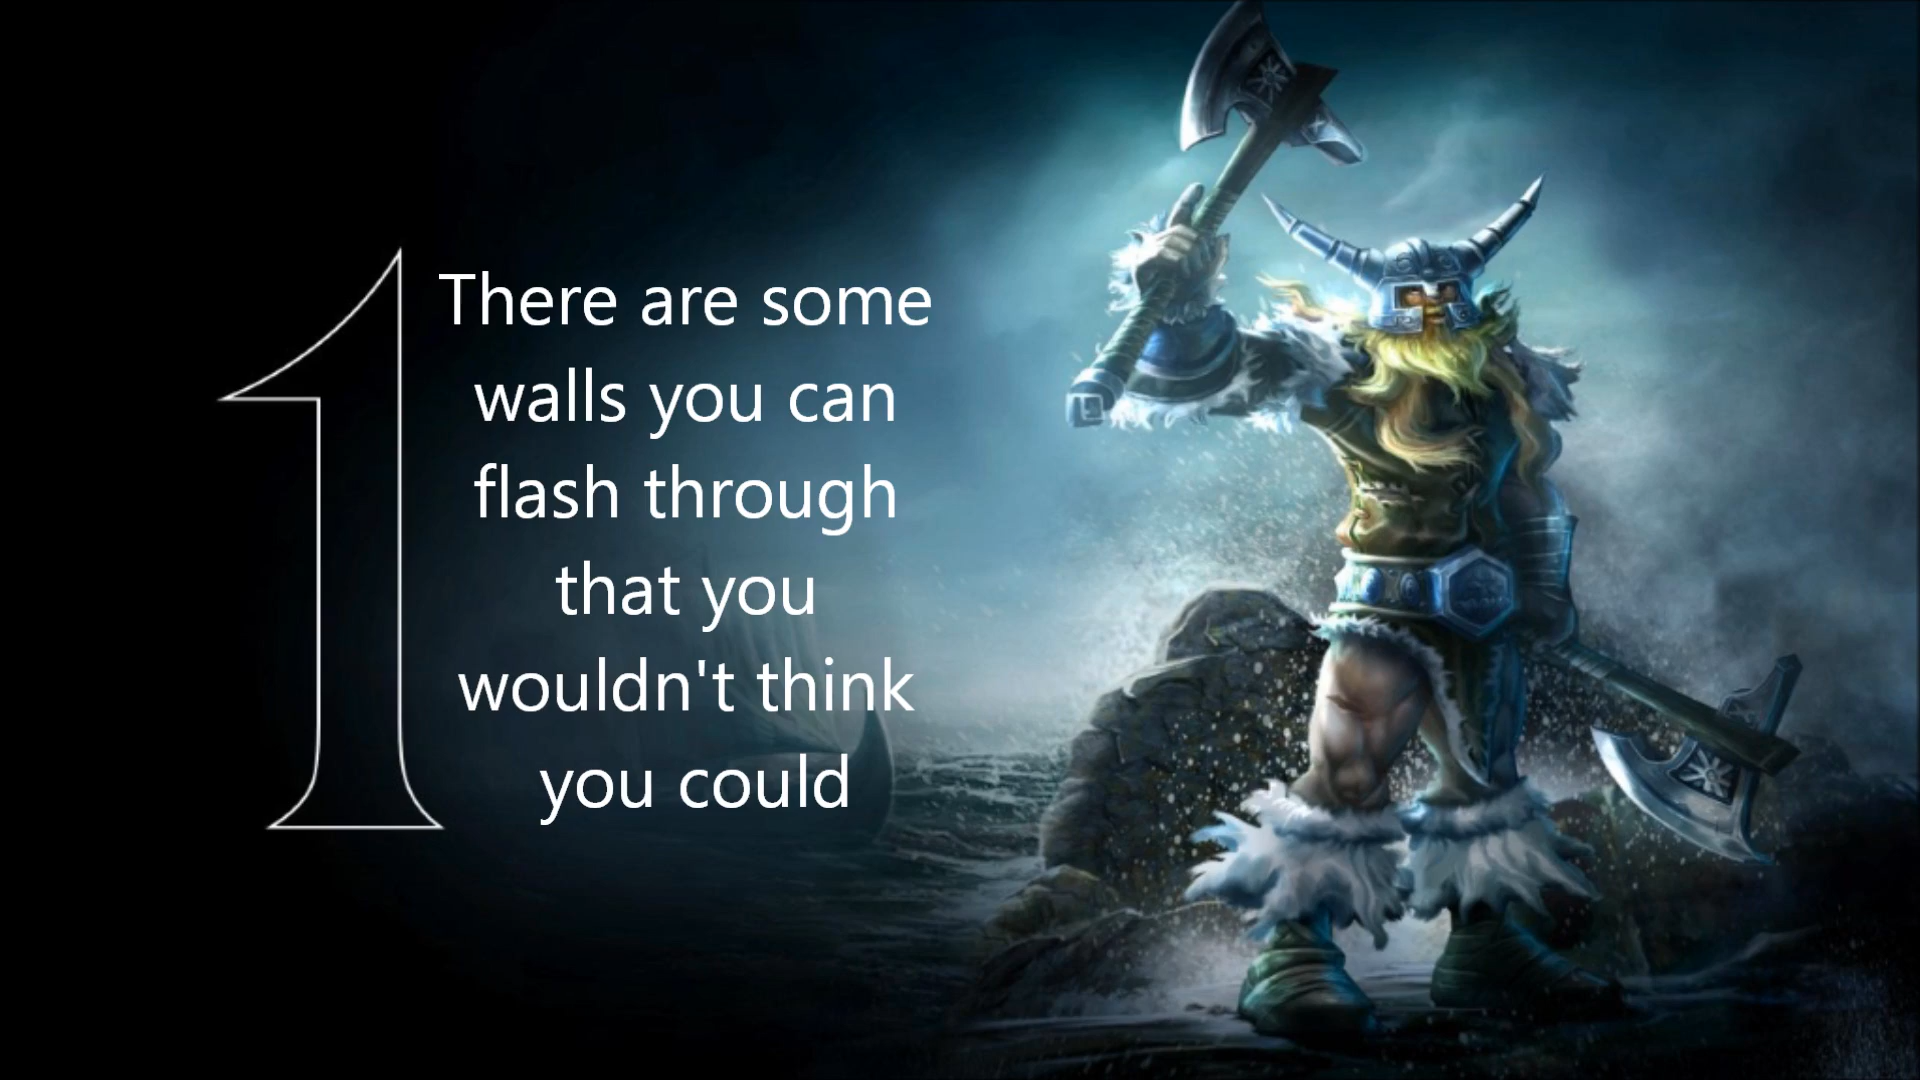 1
There are some
walls you can
flash through
that you
wouldn't think
you could